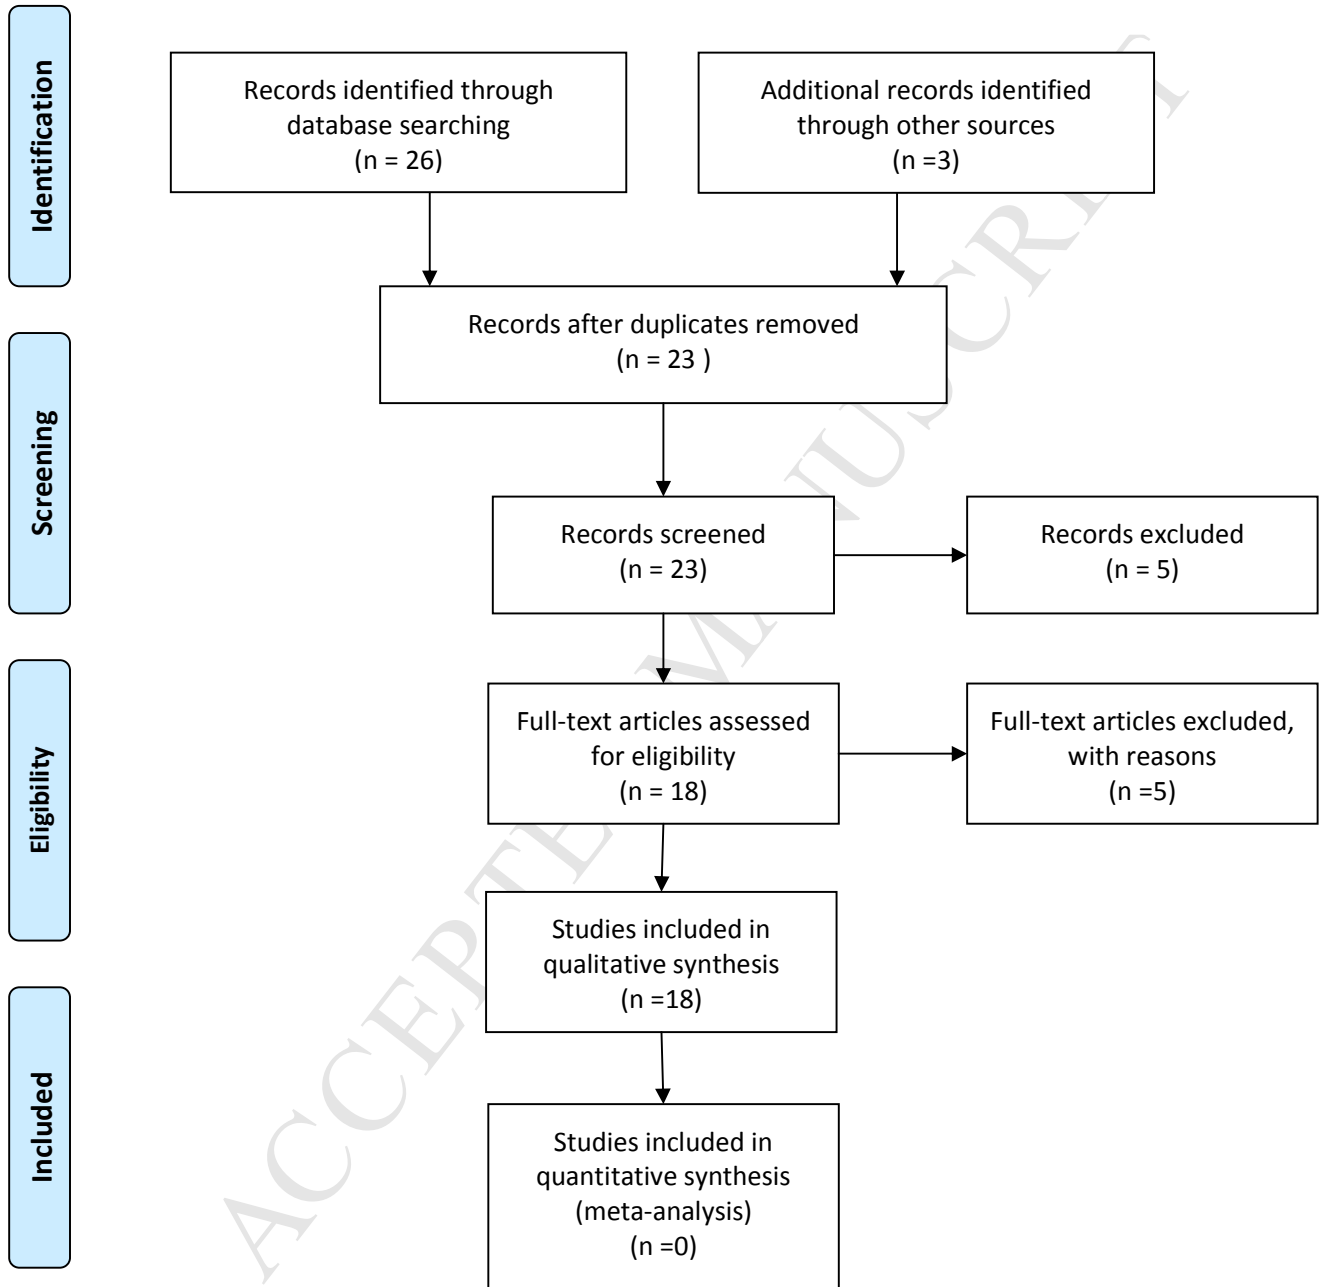 Identification
Records identified through
database searching
(n = 26)
Additional records identified
through other sources
(n =3)
Records after duplicates removed
(n = 23 )
Screening
Records screened
(n = 23)
Records excluded
(n = 5)
Eligibility
Full-text articles assessed
for eligibility
(n = 18)
Full-text articles excluded,
with reasons
(n =5)
Studies included in
qualitative synthesis
(n =18)
Included
Studies included in
quantitative synthesis
(meta-analysis)
(n =0)
ACCEPTED MANUSCRIPT